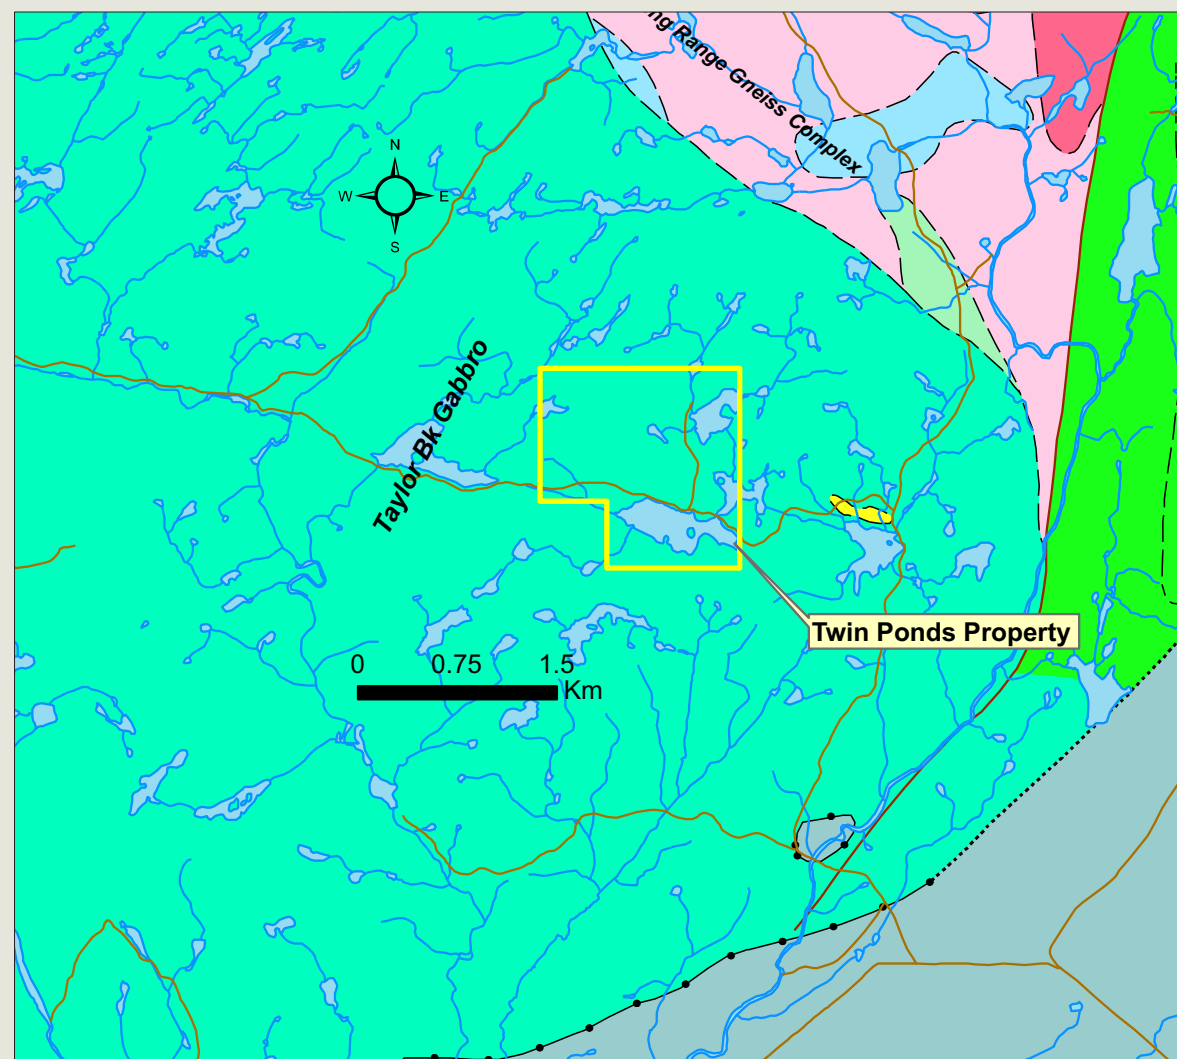 ng Range Gneiss Complex
N
W E
S
Taylor Bk Gabbro
Twin Ponds Property
0 0.75 1.5
Km